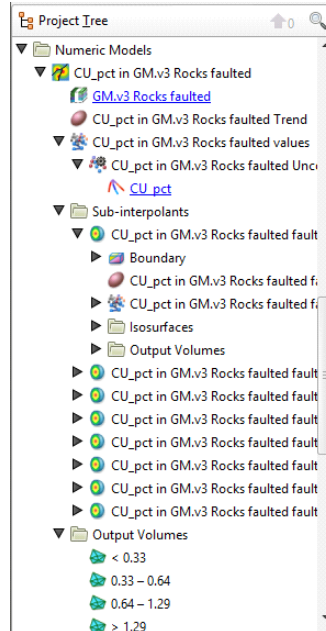 Project Tree
0
Numeric Models
CU_pct in GM.v3 Rocks faulted
GM.v3 Rocks faulted
CU_pct in GM.v3 Rocks faulted Trend
CU_pct in GM.v3 Rocks faulted values
CU_pct in GM.v3 Rocks faulted Unco
CU_pct
Sub-interpolants
CU_pct in GM.v3 Rocks faulted fault
Boundary
CU_pct in GM.v3 Rocks faulted fa
CU_pct in GM.v3 Rocks faulted fa
Isosurfaces
Output Volumes
CU_pct in GM.v3 Rocks faulted fault
CU_pct in GM.v3 Rocks faulted fault
CU_pct in GM.v3 Rocks faulted fault
CU_pct in GM.v3 Rocks faulted fault
CU_pct in GM.v3 Rocks faulted fault
CU_pct in GM.v3 Rocks faulted fault
CU_pct in GM.v3 Rocks faulted fault
Output Volumes
< 0.33
0.33 – 0.64
0.64 – 1.29
> 1.29